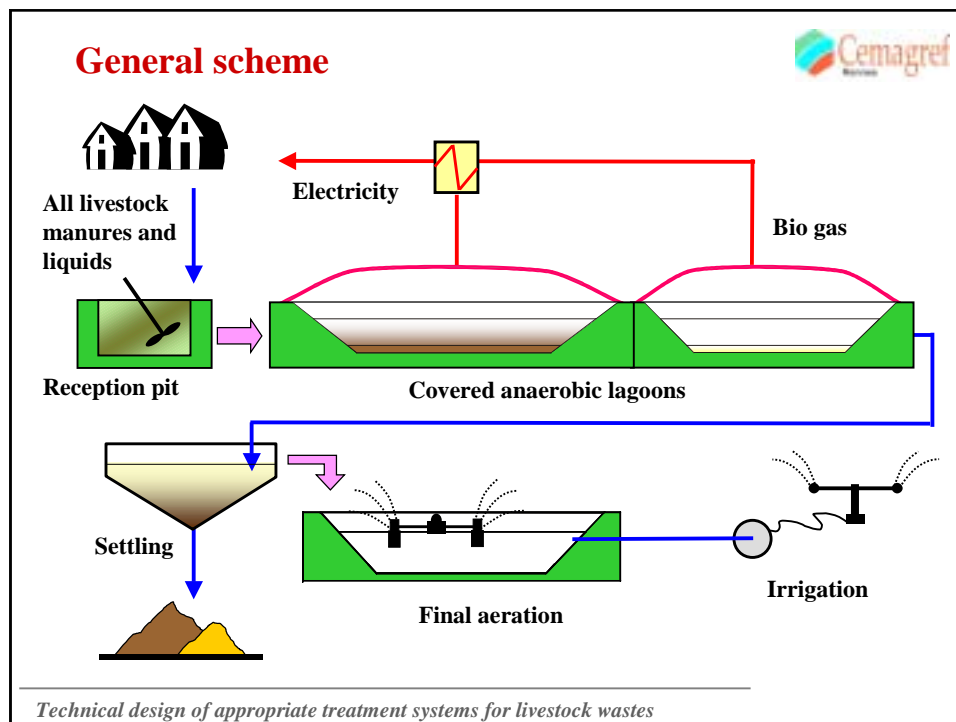 General scheme
Cemagref
Rennes
Electricity
All livestock
manures and
liquids
Bio gas
Reception pit
Covered anaerobic lagoons
Settling
Final aeration
Irrigation
Technical design of appropriate treatment systems for livestock wastes